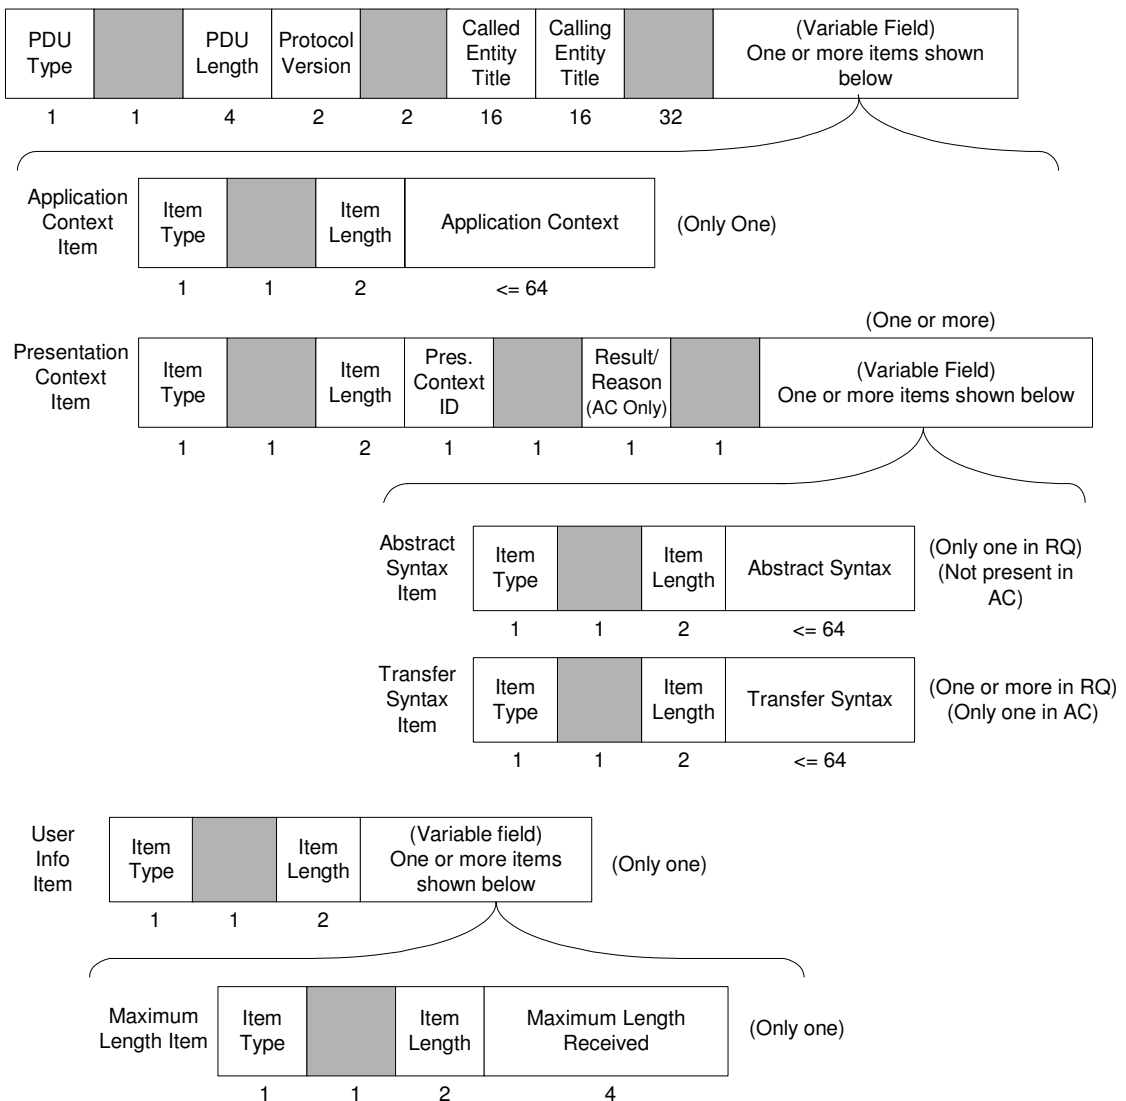 PDU
Type
PDU
Length
Protocol
Version
Called
Entity
Title
Calling
Entity
Title
(Variable Field)
One or more items shown
below
1 1 4 2 2 16 16 32
Application
Context
Item
Item
Type
Item
Length
Application Context
(Only One)
1 1 2 <= 64
(One or more)
Presentation
Context
Item
Item
Type
Item
Length
Pres.
Context
ID
Result/
Reason
(AC Only)
(Variable Field)
One or more items shown below
1 1 2 1 1 1 1
Abstract
Syntax
Item
Item
Type
Item
Length
Abstract Syntax
(Only one in RQ)
(Not present in
AC)
1 1 2 <= 64
Transfer
Syntax
Item
Item
Type
Item
Length
Transfer Syntax
(One or more in RQ)
(Only one in AC)
1 1 2 <= 64
User
Info
Item
Item
Type
Item
Length
(Variable field)
One or more items
shown below
(Only one)
1 1 2
Maximum
Length Item
Item
Type
Item
Length
Maximum Length
Received
(Only one)
1 1 2 4